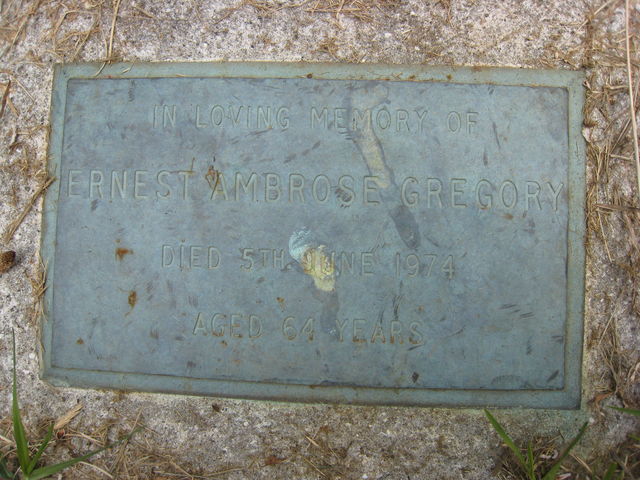 IN LOVING MEMORY OF
ERNEST AMBROSE GREGORY
DIED 5TH JUNE 1974
AGED 64 YEARS